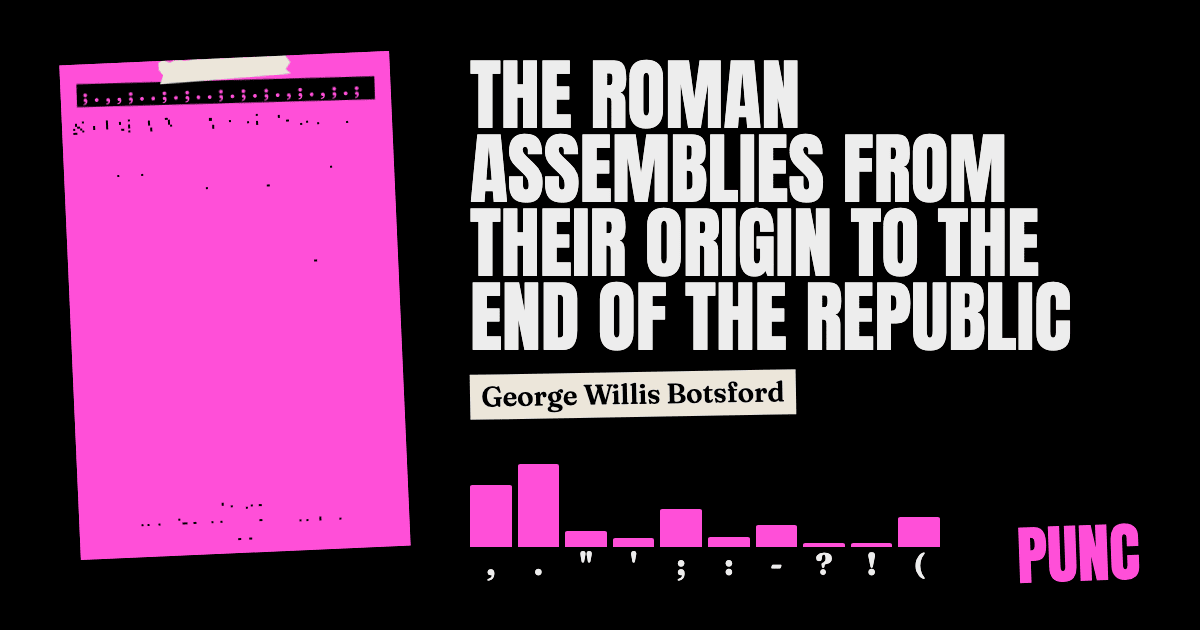 ;.,,;..;.;..;.;.;.,;.,;.;
THE ROMAN
ASSEMBLIES FROM
THEIR ORIGIN TO THE
END OF THE REPUBLIC
George Willis Botsford
, . " ' ; : - ? ! (
PUNC